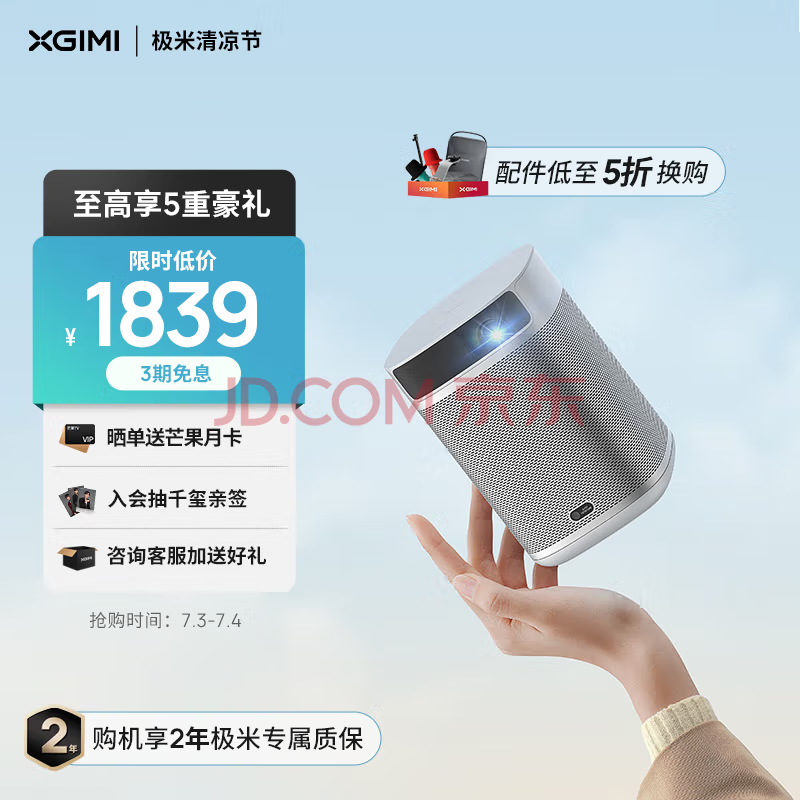 XGIMI | 极米清凉节
配件低至5折换购
XGIMI XGIMI
至高享5重豪礼
限时低价
¥1839
3期免息
JD.COM 京东
VIP
晒单送芒果月卡
入会抽千玺亲签
XGIMI
咨询客服加送好礼
抢购时间：7.3-7.4
2年
购机享2年极米专属质保